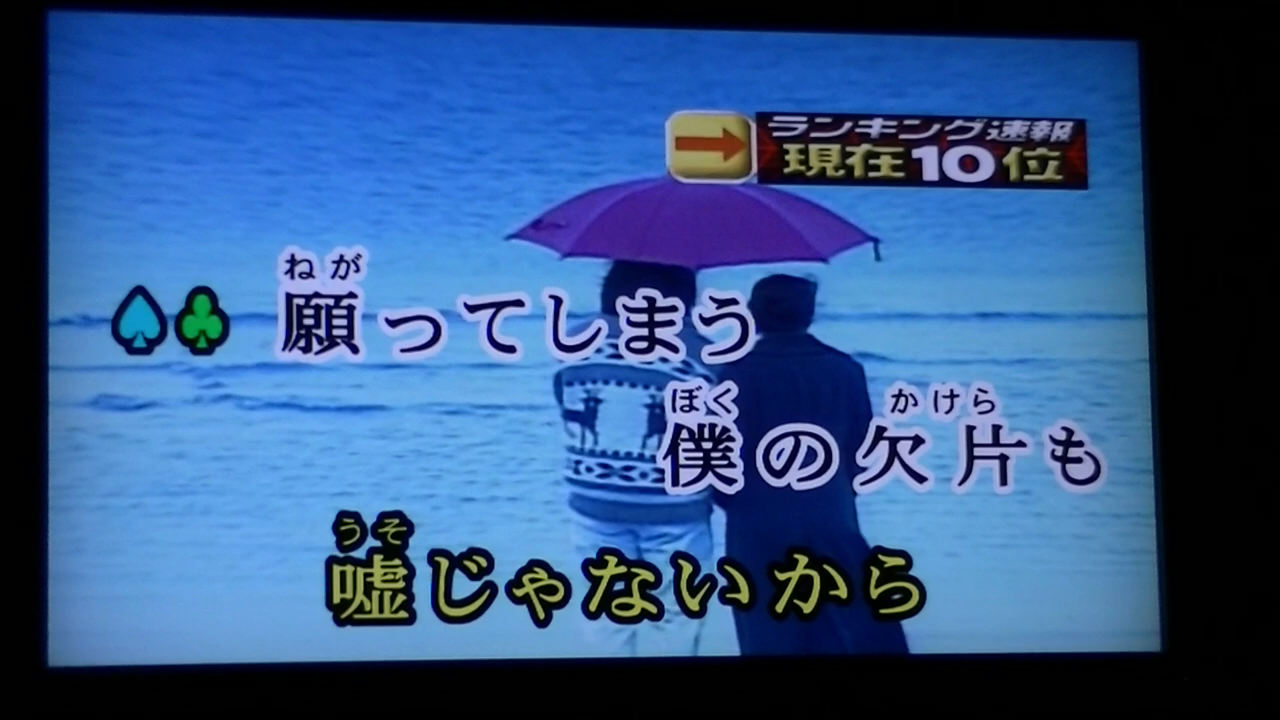 ランキング速報
現在10位
ねが
願ってしまう
ぼく かけら
僕の欠片も
うそ
嘘じゃないから